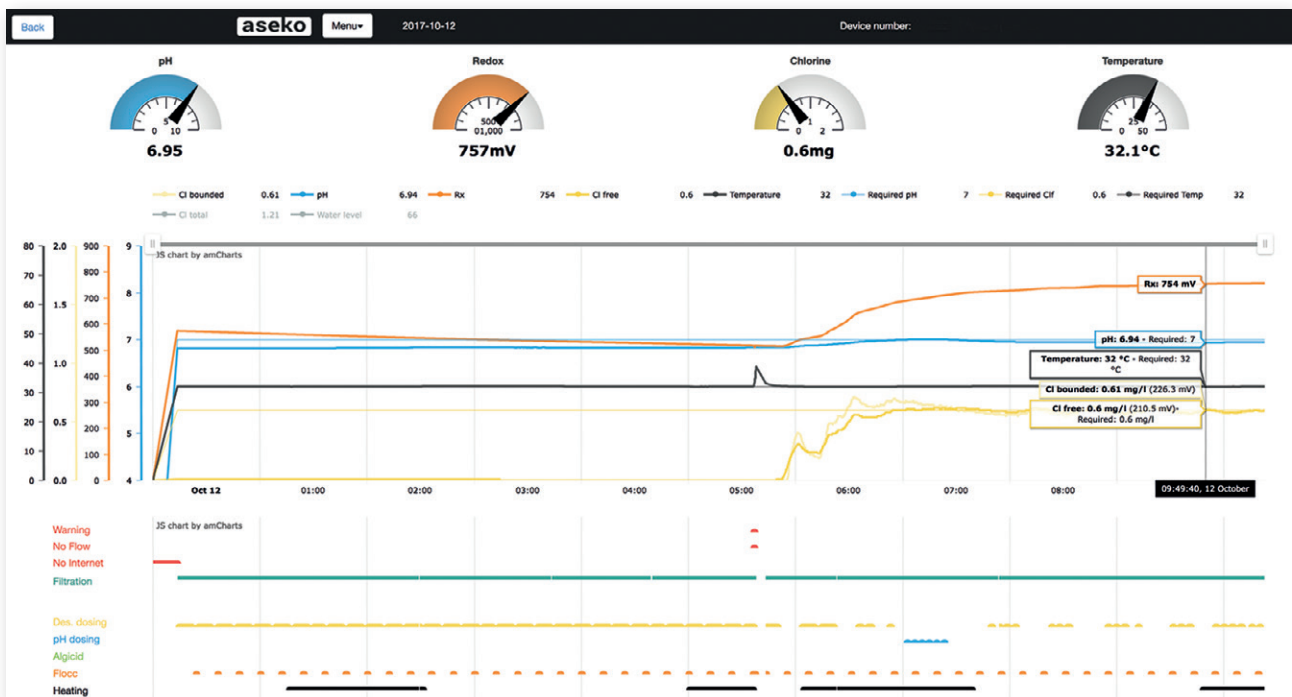 Back
aseko
Menu
2017-10-12
Device number:
pH
Redox
Chlorine
Temperature
5
0 10
500
01,000
1
0 2
25
0 50
6.95
757mV
0.6mg
32.1°C
Cl bounded 0.61 pH 6.94 Rx 754 Cl free 0.6 Temperature 32 Required pH 7 Required Clf 0.6 Required Temp 32
Cl total 1.21 Water level 66
80 2.0 900 9
JS chart by amCharts
800
70
8
Rx: 754 mV
700
60 1.5
600
50
7
pH: 6.94 - Required: 7
500
40 1.0
Temperature: 32 °C - Required: 32
°C
400
30
6
Cl bounded: 0.61 mg/l (226.3 mV)
300
Cl free: 0.6 mg/l (210.5 mV)-
Required: 0.6 mg/l
20 0.5
200
5
10
100
0 0.0 0 4
Oct 12 01:00 02:00 03:00 04:00 05:00 06:00 07:00 08:00
09:49:40, 12 October
JS chart by amCharts
Warning
No Flow
No Internet
Filtration
Des. dosing
pH dosing
Algicid
Flocc
Heating